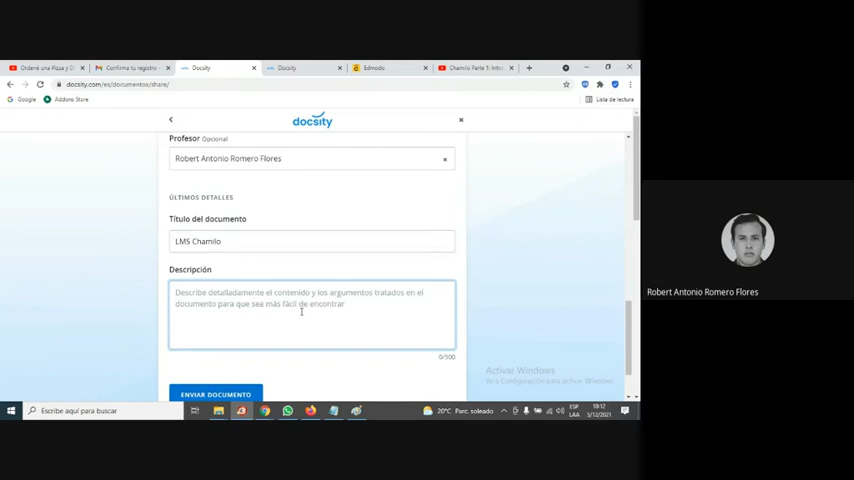 Ordené una Pizza y D
Confirma tu registro -
Docsity
Docsity
Edmodo
Chamilo Parte 1: Intro
docsity.com/es/documentos/share/
Google
Addons Store
Lista de lectura
docsity
Profesor Opcional
Robert Antonio Romero Flores
ÚLTIMOS DETALLES
Título del documento
LMS Chamilo
Descripción
Describe detalladamente el contenido y los argumentos tratados en el
documento para que sea más fácil de encontrar
0/500
Activar Windows
Ve a Configuración para activar Windows.
ENVIAR DOCUMENTO
Robert Antonio Romero Flores
Escribe aquí para buscar
20°C Parc. soleado
ESP
LAA
10:12
5/12/2021